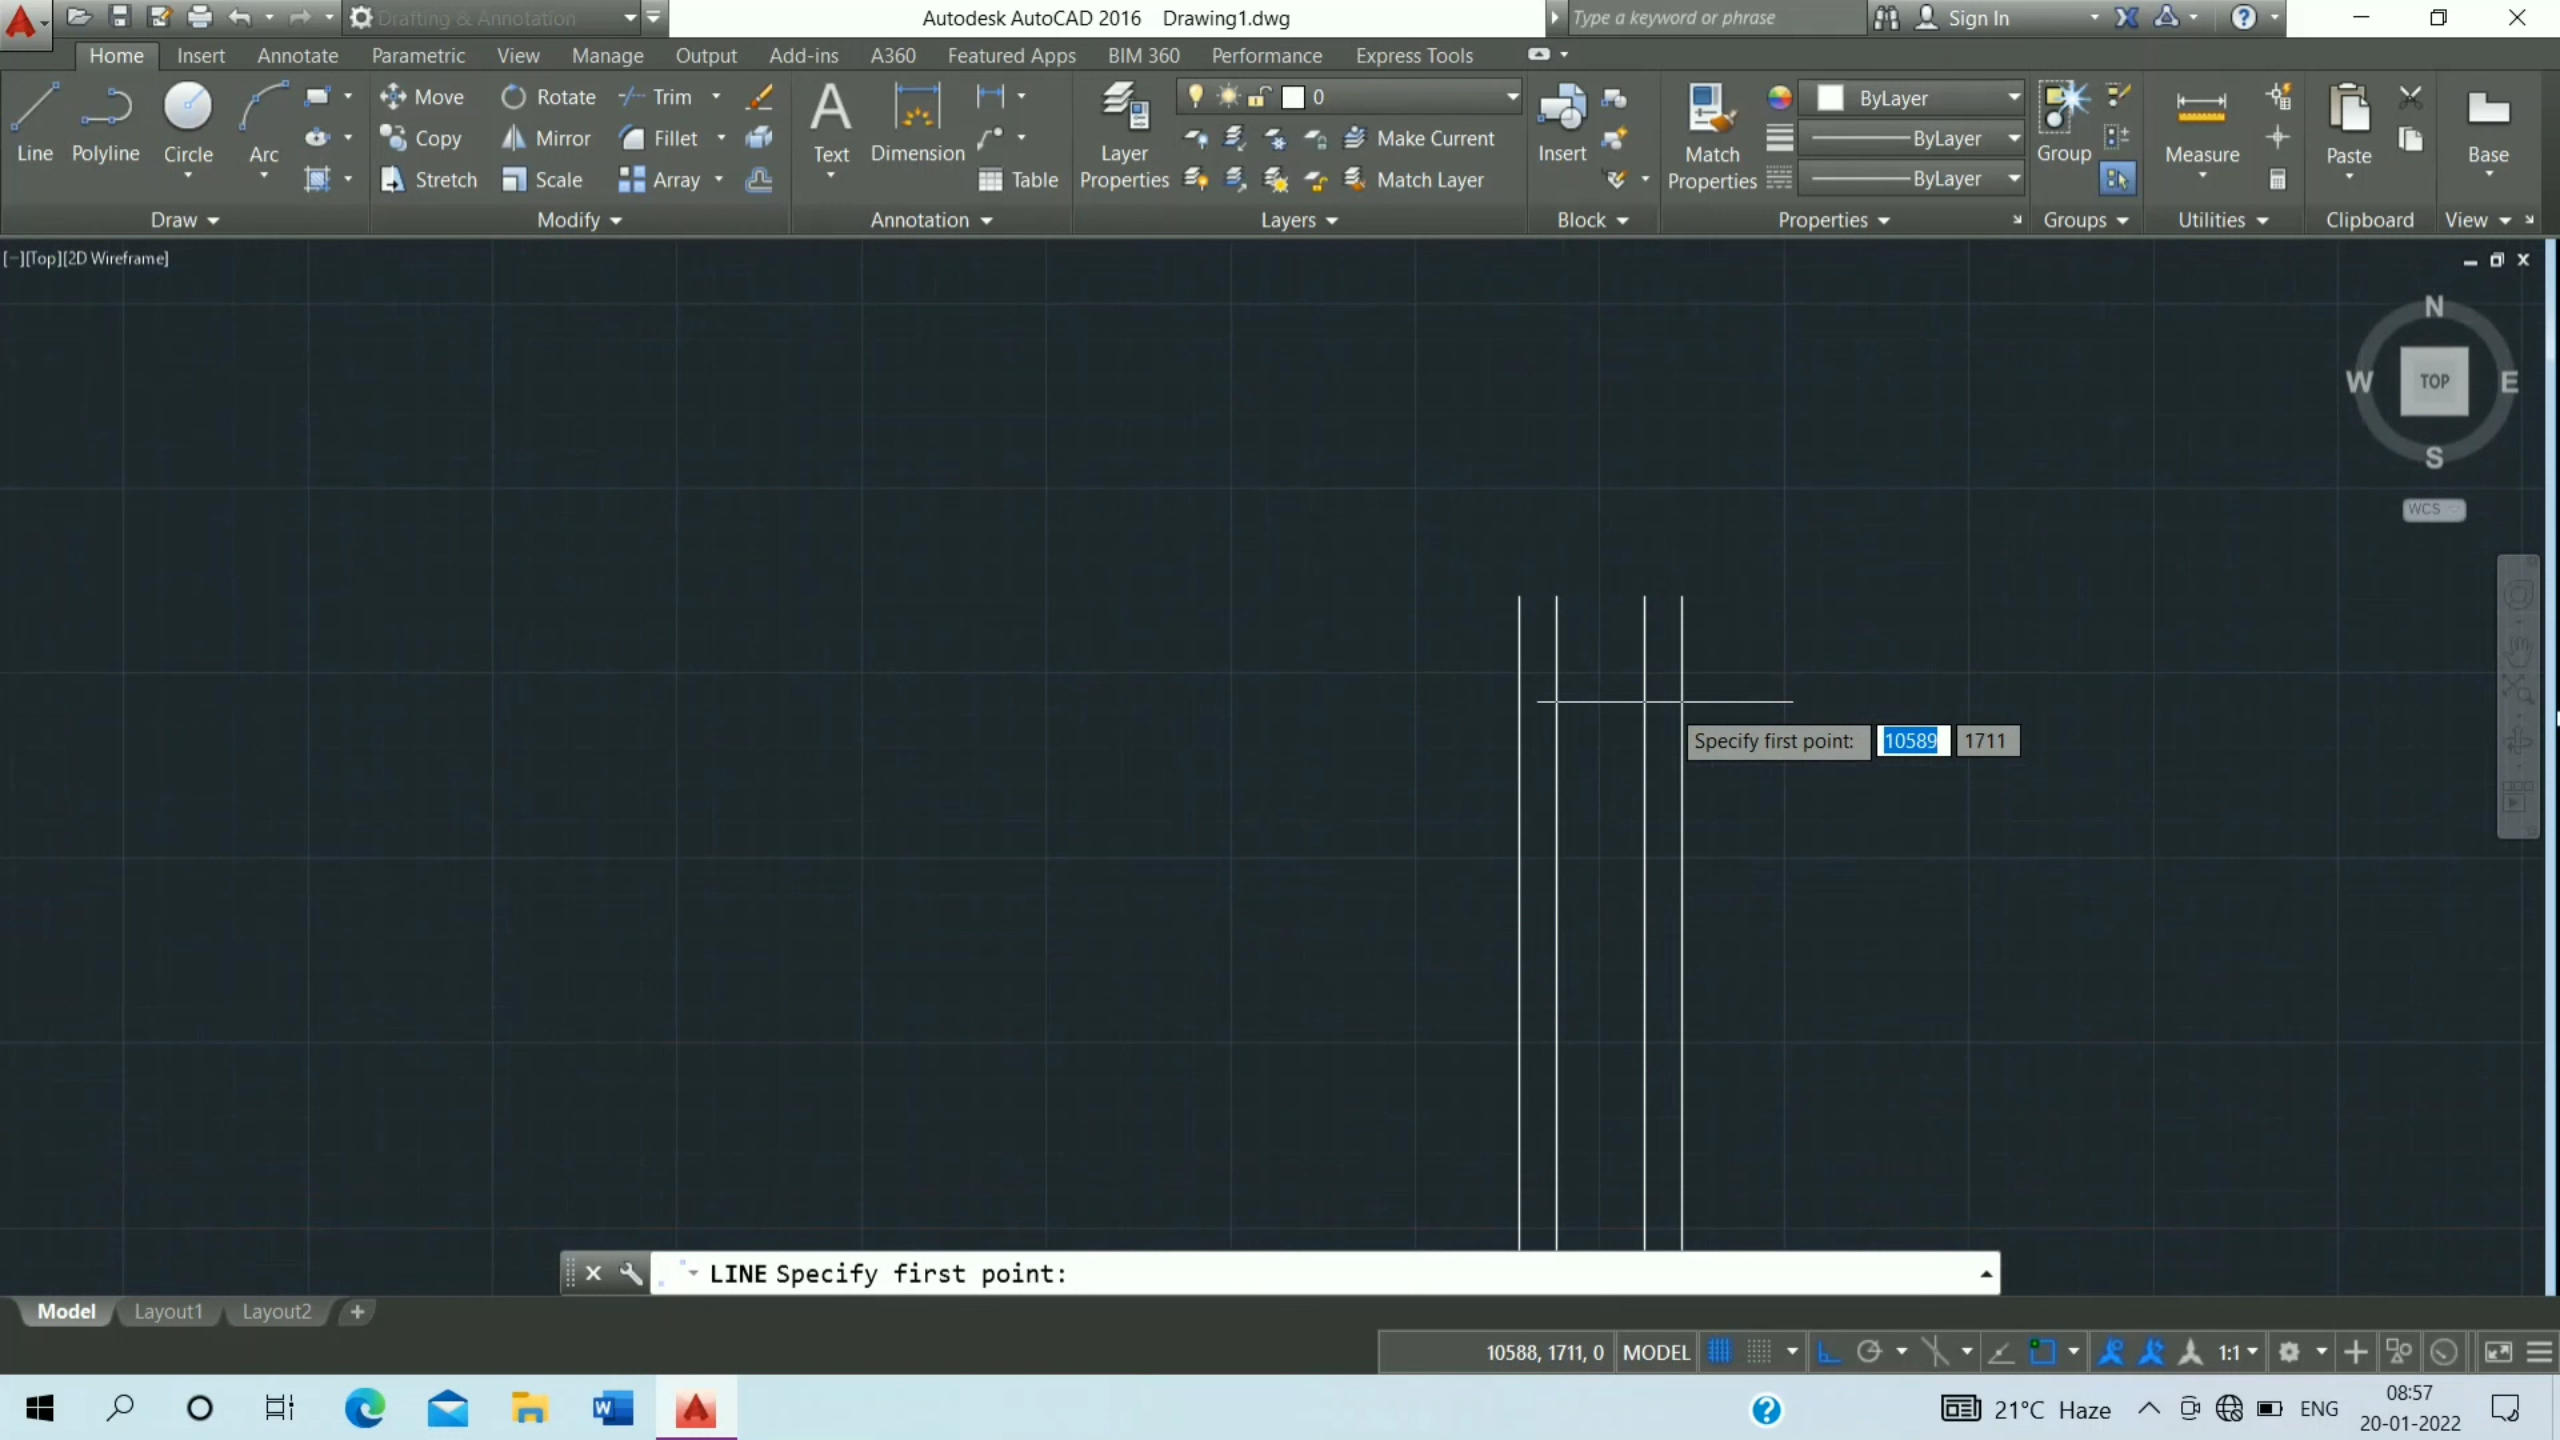 Drafting & Annotation
Autodesk AutoCAD 2016 Drawing1.dwg
Type a keyword or phrase
Sign In
Home Insert Annotate Parametric View Manage Output Add-ins A360 Featured Apps BIM 360 Performance Express Tools
Line Polyline Circle Arc
Move Rotate Trim
Copy Mirror Fillet
Stretch Scale Array
Text Dimension Table
Layer Properties
0
Make Current
Match Layer
Insert
Match Properties
ByLayer
ByLayer
ByLayer
Group
Measure
Paste
Base
Draw Modify Annotation Layers Block Properties Groups Utilities Clipboard View
[−][Top][2D Wireframe]
N
W TOP E
S
WCS
Specify first point: 10589 1711
LINE Specify first point:
Model Layout1 Layout2
10588, 1711, 0 MODEL 1:1
21°C Haze ENG
08:57
20-01-2022